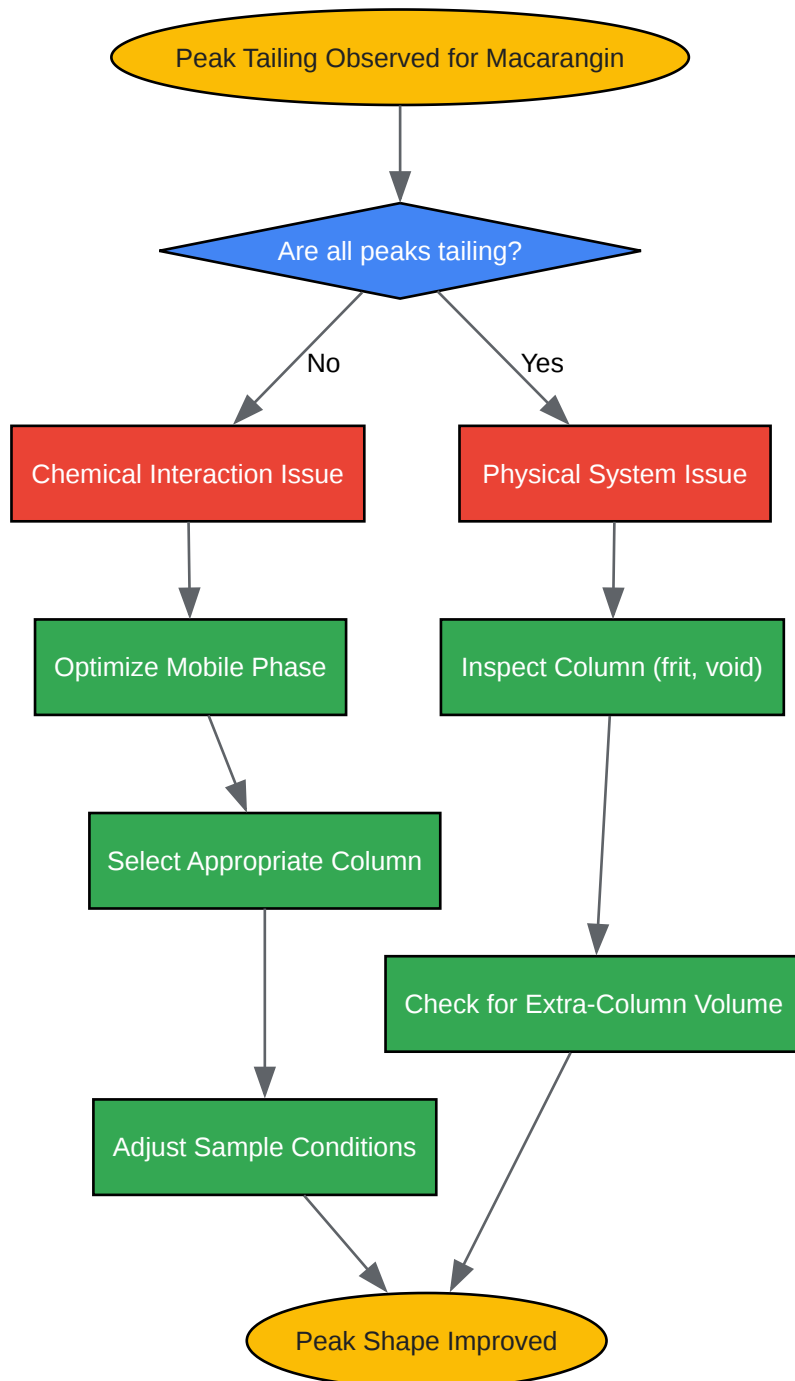 Peak Tailing Observed for Macarangin
Are all peaks tailing?
No
Yes
Chemical Interaction Issue
Physical System Issue
Optimize Mobile Phase
Inspect Column (frit, void)
Select Appropriate Column
Check for Extra-Column Volume
Adjust Sample Conditions
Peak Shape Improved